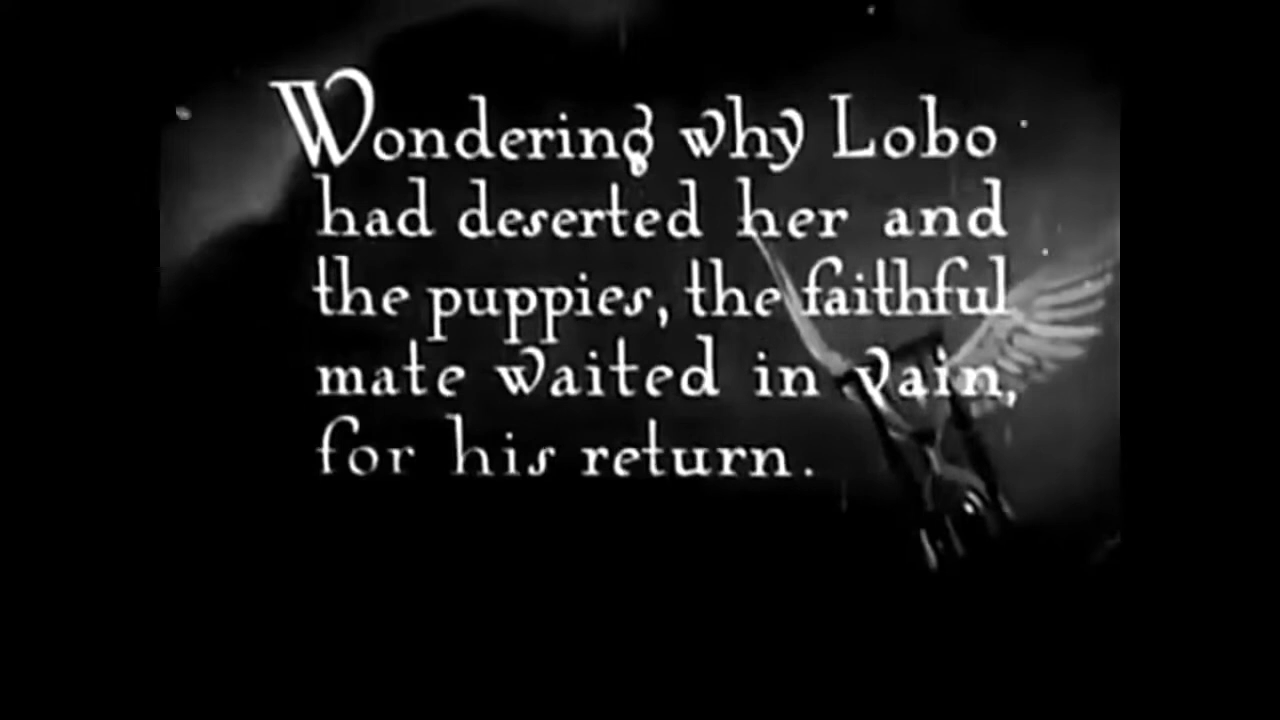 Wondering why Lobo
had deserted her and
the puppies, the faithful
mate waited in vain,
for his return.